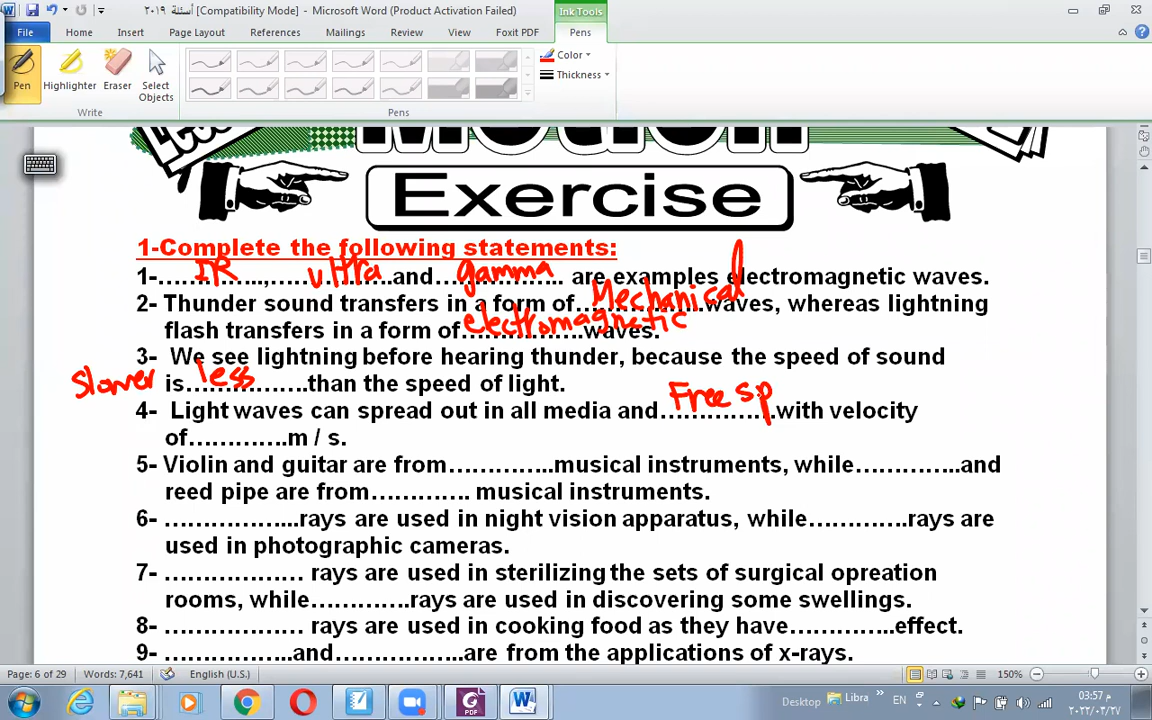 أسئلة ٢٠١٩ [Compatibility Mode] - Microsoft Word (Product Activation Failed)
Ink Tools
File Home Insert Page Layout References Mailings Review View Foxit PDF Pens
Pen Highlighter Eraser Select Objects
Color
Thickness
Write
Pens
Motion
Exercise
1-Complete the following statements:
1-……IR……,……ultra……and……gamma…… are examples electromagnetic waves.
2- Thunder sound transfers in a form of……Mechanical……waves, whereas lightning
flash transfers in a form of……electromagnetic……waves.
3- We see lightning before hearing thunder, because the speed of sound
slower is……less……than the speed of light.
4- Light waves can spread out in all media and……Free sp……with velocity
of………….m / s.
5- Violin and guitar are from…………..musical instruments, while…………..and
reed pipe are from…………. musical instruments.
6- ……………...rays are used in night vision apparatus, while………….rays are
used in photographic cameras.
7- ……………… rays are used in sterilizing the sets of surgical opreation
rooms, while………….rays are used in discovering some swellings.
8- ……………… rays are used in cooking food as they have…………..effect.
9- ……………..and……………..are from the applications of x-rays.
Page: 6 of 29 Words: 7,641 English (U.S.) 150%
Desktop Libra » EN 03:57 م
٢٠٢٢/٠٣/٢٧